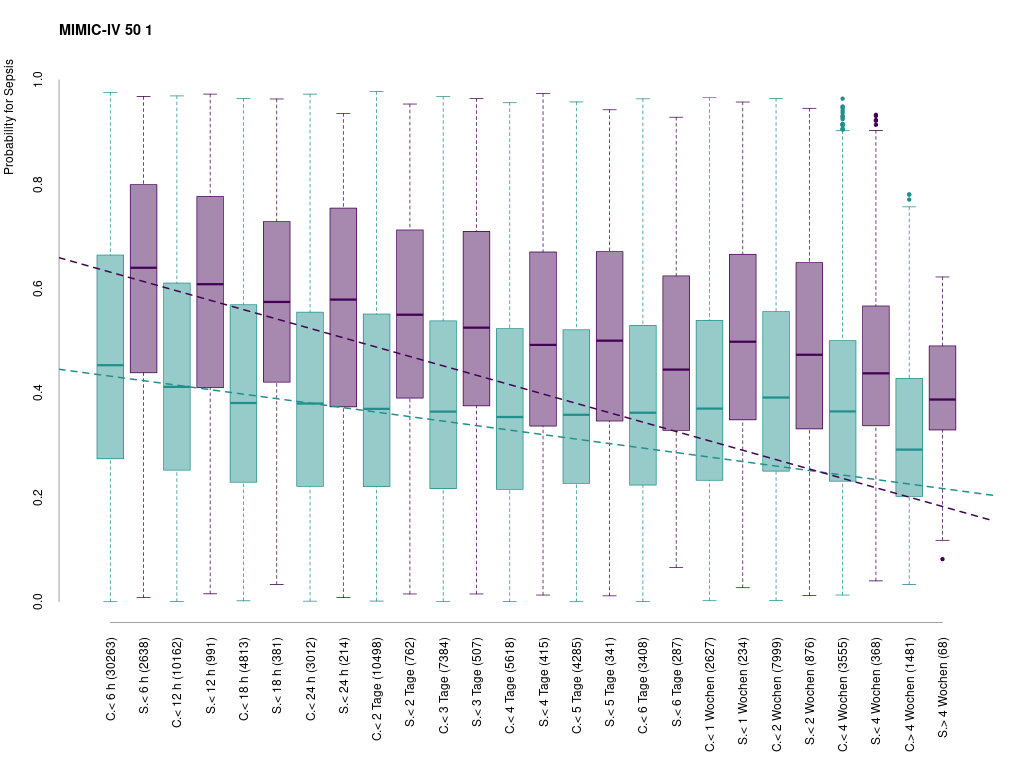 MIMIC-IV 50 1
Probability for Sepsis
1.0
0.8
0.6
0.4
0.2
0.0
C.< 6 h (30263)
S.< 6 h (2638)
C.< 12 h (10162)
S.< 12 h (991)
C.< 18 h (4813)
S.< 18 h (381)
C.< 24 h (3012)
S.< 24 h (214)
C.< 2 Tage (10498)
S.< 2 Tage (762)
C.< 3 Tage (7384)
S.< 3 Tage (507)
C.< 4 Tage (5618)
S.< 4 Tage (415)
C.< 5 Tage (4285)
S.< 5 Tage (341)
C.< 6 Tage (3408)
S.< 6 Tage (287)
C.< 1 Wochen (2627)
S.< 1 Wochen (234)
C.< 2 Wochen (7999)
S.< 2 Wochen (876)
C.< 4 Wochen (3555)
S.< 4 Wochen (368)
C.> 4 Wochen (1481)
S.> 4 Wochen (68)